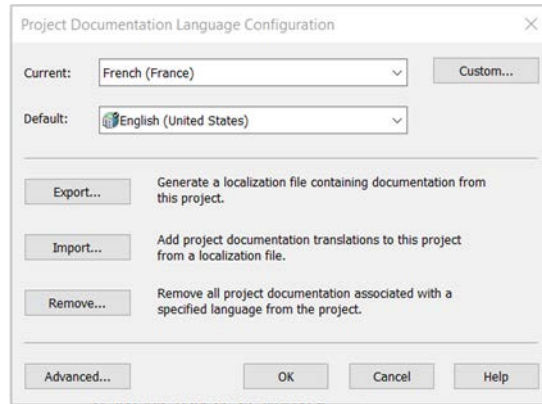 Project Documentation Language Configuration
Current:
French (France)
Custom...
Default:
English (United States)
Export...
Generate a localization file containing documentation from
this project.
Import...
Add project documentation translations to this project
from a localization file.
Remove...
Remove all project documentation associated with a
specified language from the project.
Advanced...
OK
Cancel
Help